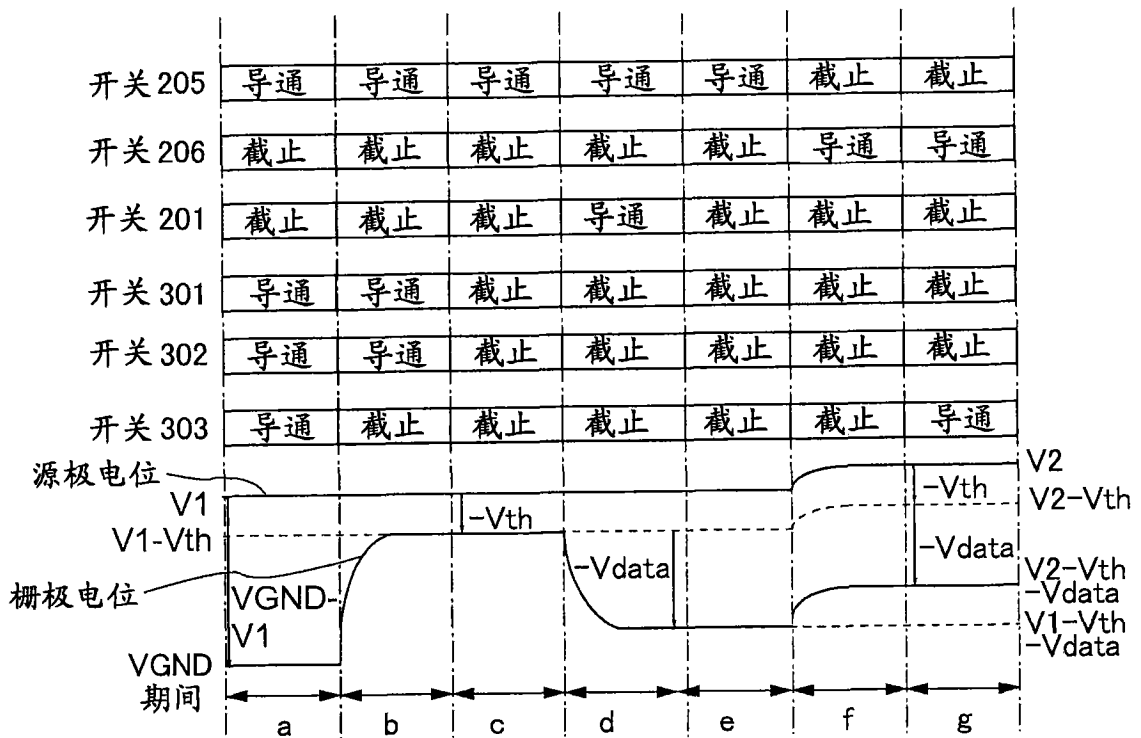 开关 205 导通 导通 导通 导通 导通 截止 截止
开关 206 截止 截止 截止 截止 截止 导通 导通
开关 201 截止 截止 截止 导通 截止 截止 截止
开关 301 导通 导通 截止 截止 截止 截止 截止
开关 302 导通 导通 截止 截止 截止 截止 截止
开关 303 导通 截止 截止 截止 截止 截止 导通
源极电位
V1
V1-Vth
栅极电位
VGND-
V1
VGND
期间
-Vth
-Vdata
-Vth
-Vdata
V2
V2-Vth
V2-Vth
-Vdata
V1-Vth
-Vdata
a b c d e f g